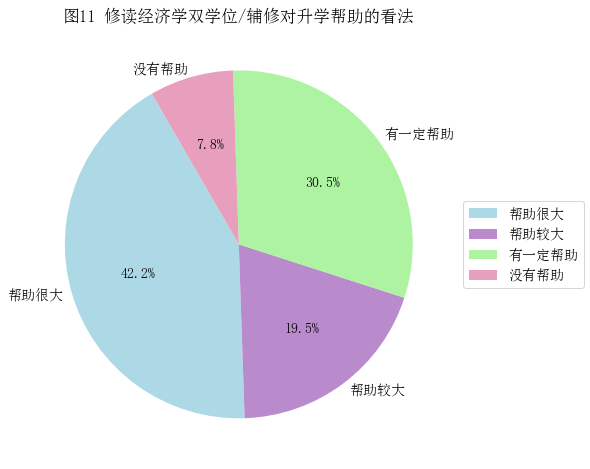 图11 修读经济学双学位/辅修对升学帮助的看法
没有帮助
有一定帮助
7.8%
30.5%
帮助很大
帮助较大
有一定帮助
没有帮助
42.2%
帮助很大
19.5%
帮助较大